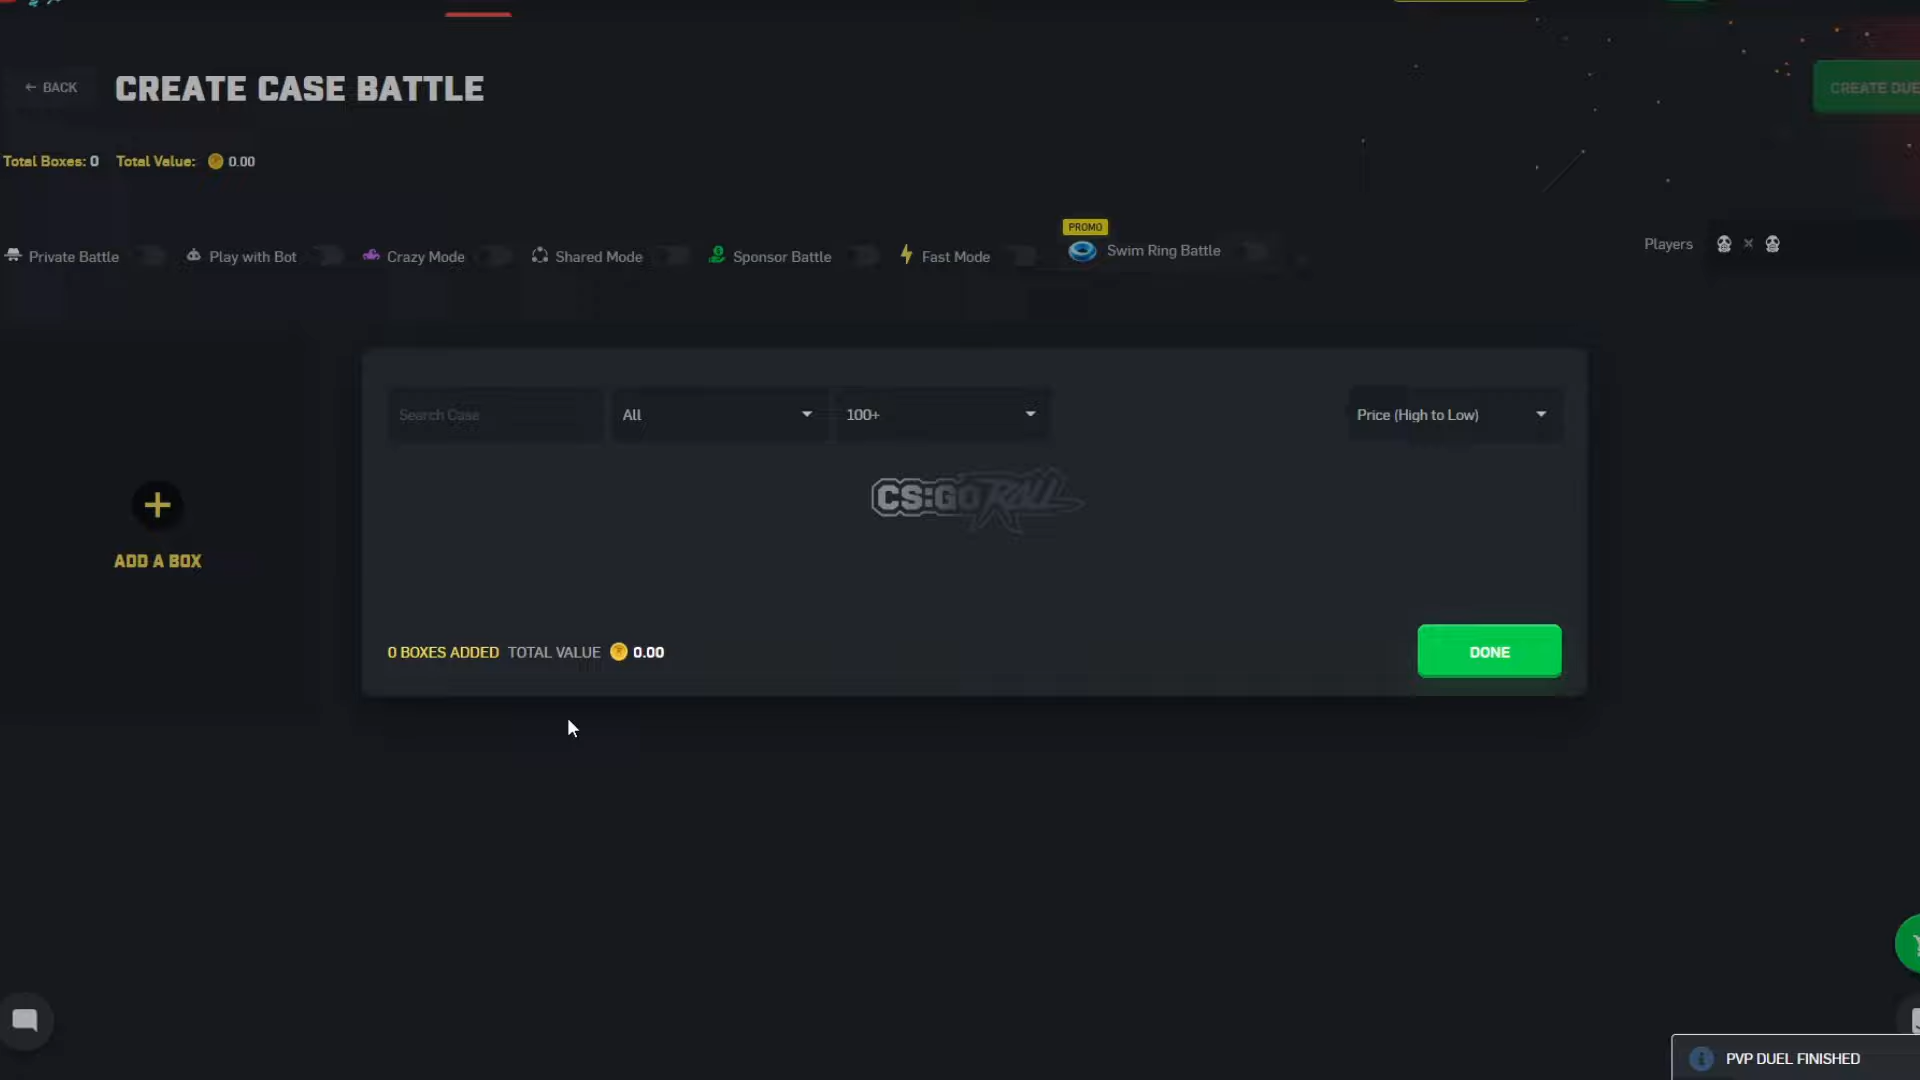 ← BACK
CREATE CASE BATTLE
CREATE DUE
Total Boxes: 0 Total Value: 0.00
PROMO
Private Battle Play with Bot Crazy Mode Shared Mode Sponsor Battle Fast Mode Swim Ring Battle
Players
Search Case All 100+ Price (High to Low)
CS:GO ROLL
ADD A BOX
0 BOXES ADDED TOTAL VALUE 0.00
DONE
PVP DUEL FINISHED